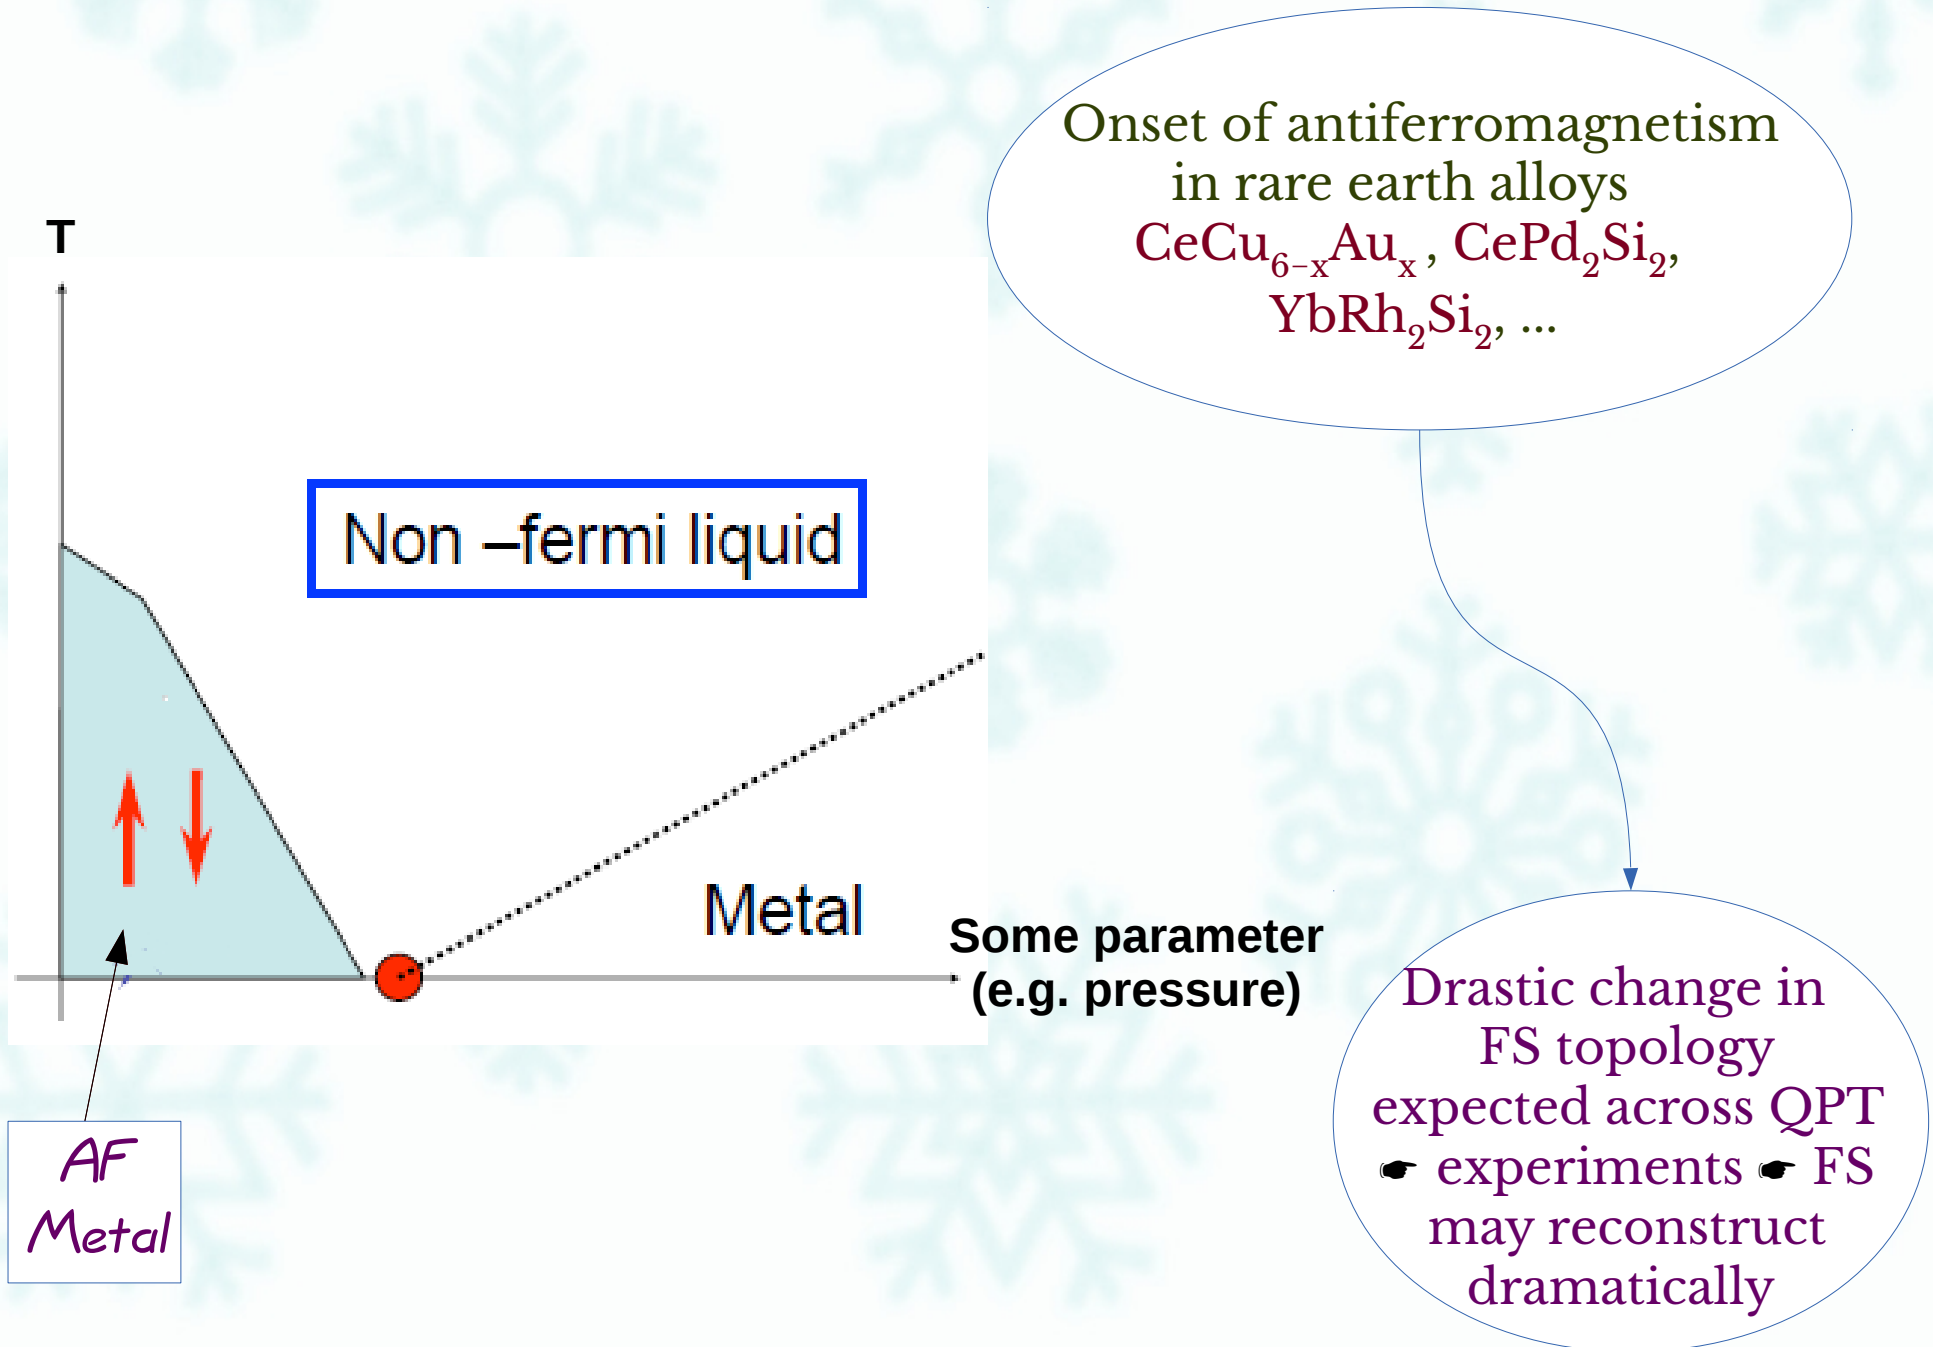 T
Non –fermi liquid
Metal
Some parameter
(e.g. pressure)
AF
Metal
Onset of antiferromagnetism
in rare earth alloys
CeCu₆₋ₓAuₓ , CePd₂Si₂,
YbRh₂Si₂, ...
Drastic change in
FS topology
expected across QPT
☛ experiments ☛ FS
may reconstruct
dramatically